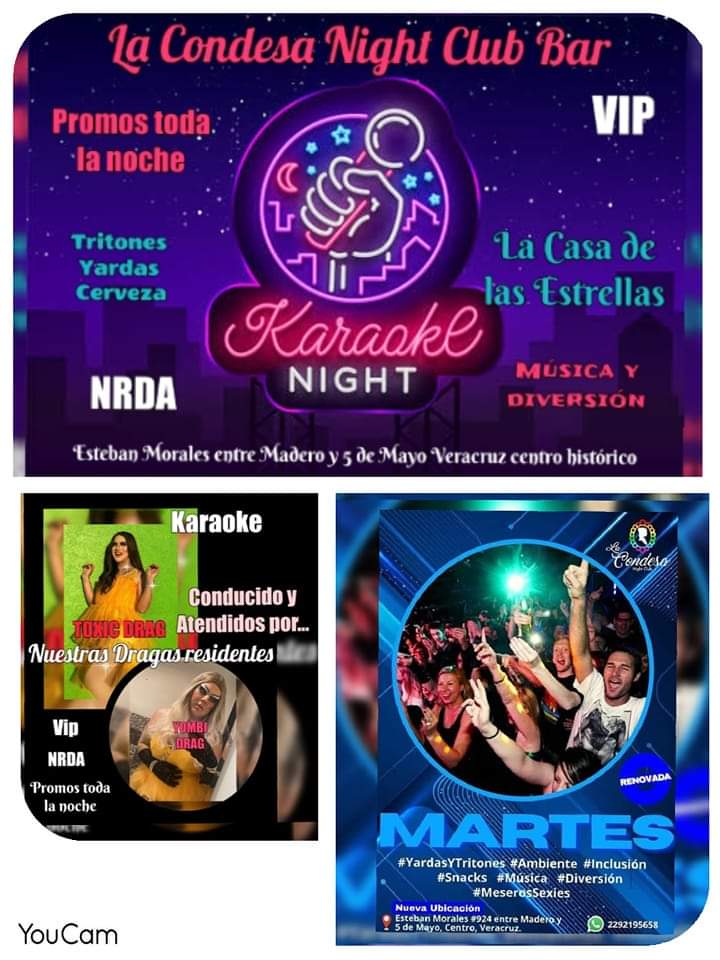 La Condesa Night Club Bar
Promos toda
la noche
VIP
Tritones
Yardas
Cerveza
La Casa de
las Estrellas
Karaoke
NIGHT
NRDA
MÚSICA Y
DIVERSIÓN
Esteban Morales entre Madero y 5 de Mayo Veracruz centro histórico
Karaoke
Conducido y
Atendidos por...
TOXIC DRAG
Nuestras Dragas residentes
YUMBI
DRAG
Vip
NRDA
Promos toda
la noche
La
Condesa
Night Club
RENOVADA
MARTES
#YardasYTritones #Ambiente #Inclusión
#Snacks #Música #Diversión
#MeserosSexies
Nueva Ubicación
Esteban Morales #924 entre Madero y
5 de Mayo, Centro, Veracruz.
2292195658
YouCam